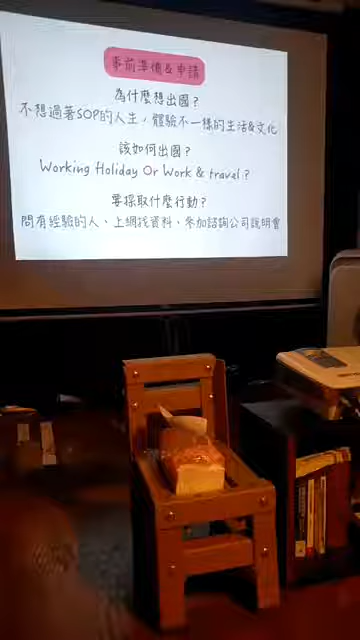 事前準備&申請
為什麼想出國？
不想過著SOP的人生，體驗不一樣的生活&文化
該如何出國？
Working Holiday Or Work & travel？
要採取什麼行動？
問有經驗的人、上網找資料、參加諮詢公司說明會